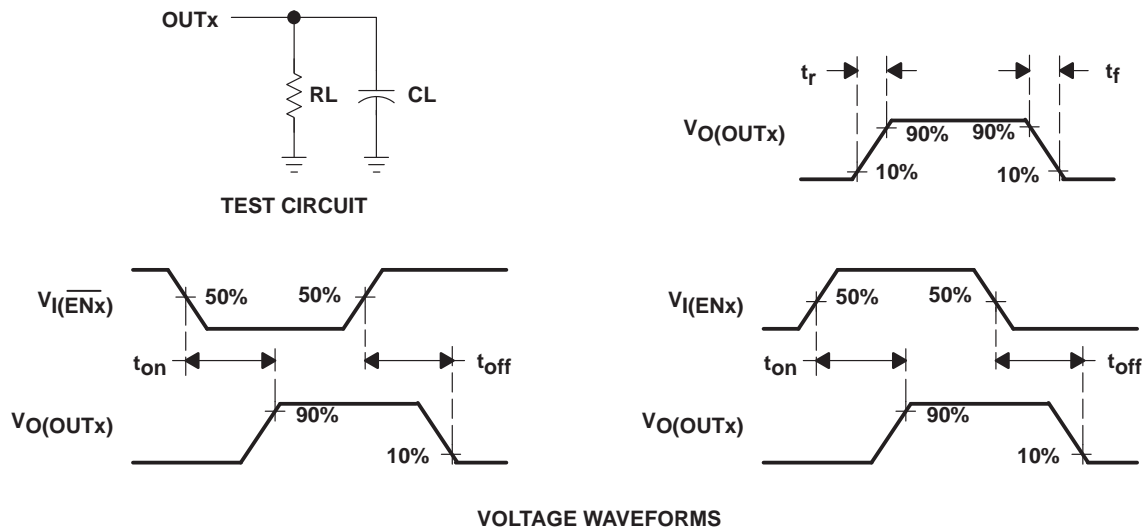 OUTx
RL
CL
TEST CIRCUIT
tr
tf
VO(OUTx)
90%
90%
10%
10%
VI(E̅N̅x̅)
50%
50%
ton
toff
VO(OUTx)
90%
10%
VI(ENx)
50%
50%
ton
toff
VO(OUTx)
90%
10%
VOLTAGE WAVEFORMS